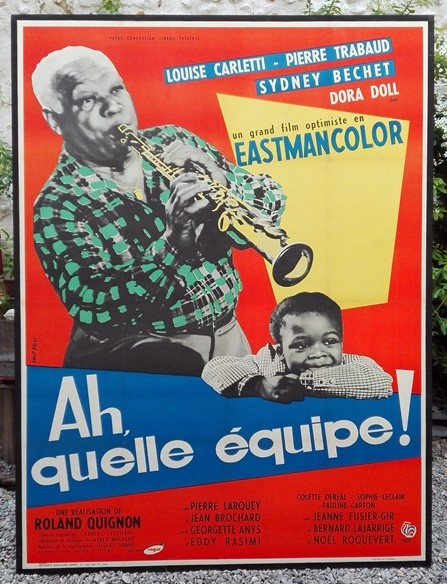 LOUISE CARLETTI - PIERRE TRABAUD
SYDNEY BECHET
DORA DOLL
un grand film optimiste en
EASTMANCOLOR
Ah,
quelle équipe!
UNE RÉALISATION DE
ROLAND QUIGNON
PIERRE LARQUEY
JEAN BROCHARD
GEORGETTE ANYS
EDDY RASIMI
COLETTE DEREAL - SOPHIE LECLAIR
PAULINE CARTON
JEANNE FUSIER-GIR
BERNARD LAJARRIGE
NOËL ROQUEVERT